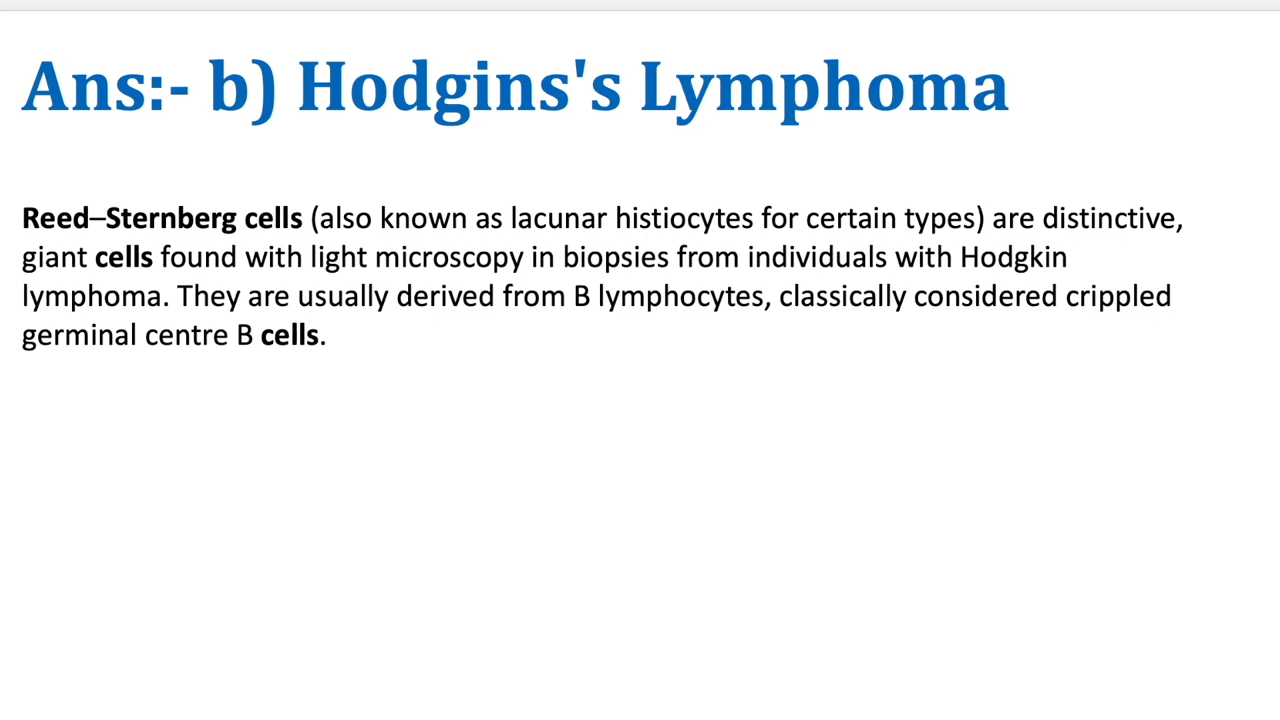 Ans:- b) Hodgins's Lymphoma
Reed–Sternberg cells (also known as lacunar histiocytes for certain types) are distinctive,
giant cells found with light microscopy in biopsies from individuals with Hodgkin
lymphoma. They are usually derived from B lymphocytes, classically considered crippled
germinal centre B cells.